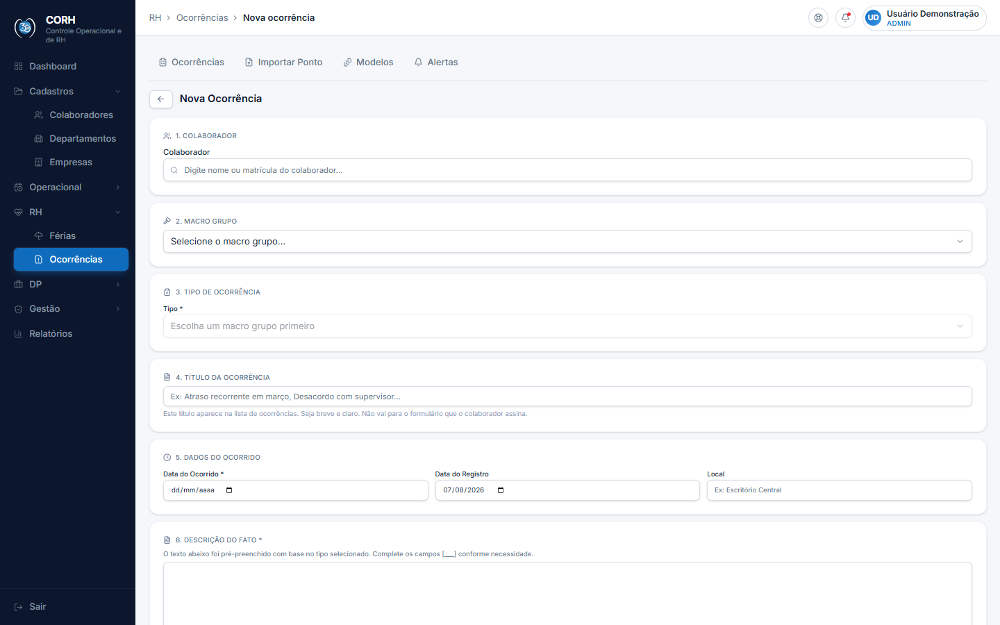 CORH
Controle Operacional e
de RH
Dashboard
Cadastros
Colaboradores
Departamentos
Empresas
Operacional
RH
Férias
Ocorrências
DP
Gestão
Relatórios
Sair
RH > Ocorrências > Nova ocorrência
UD
Usuário Demonstração
ADMIN
Ocorrências
Importar Ponto
Modelos
Alertas
Nova Ocorrência
1. COLABORADOR
Colaborador
Digite nome ou matrícula do colaborador...
2. MACRO GRUPO
Selecione o macro grupo...
3. TIPO DE OCORRÊNCIA
Tipo *
Escolha um macro grupo primeiro
4. TÍTULO DA OCORRÊNCIA
Ex: Atraso recorrente em março, Desacordo com supervisor...
Este título aparece na lista de ocorrências. Seja breve e claro. Não vai para o formulário que o colaborador assina.
5. DADOS DO OCORRIDO
Data do Ocorrido *
dd/mm/aaaa
Data do Registro
07/08/2026
Local
Ex: Escritório Central
6. DESCRIÇÃO DO FATO *
O texto abaixo foi pré-preenchido com base no tipo selecionado. Complete os campos [___] conforme necessidade.